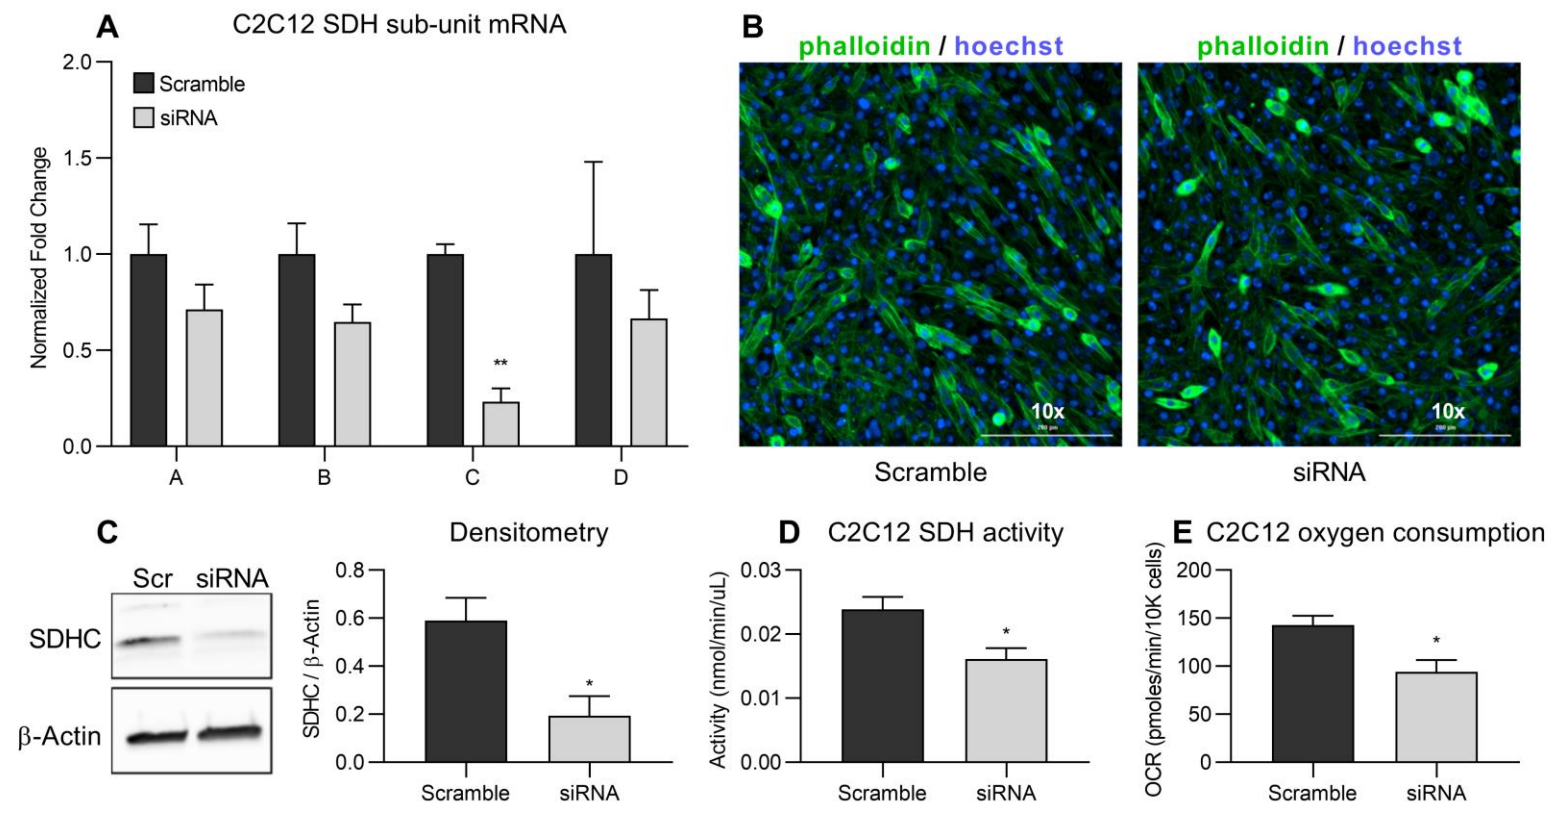 A
C2C12 SDH sub-unit mRNA
Normalized Fold Change
2.0
1.5
1.0
0.5
0.0
Scramble
siRNA
**
A
B
C
D
B
phalloidin / hoechst
phalloidin / hoechst
10x
200 µm
10x
200 µm
Scramble
siRNA
C
Scr
siRNA
SDHC
β-Actin
Densitometry
SDHC / β-Actin
0.8
0.6
0.4
0.2
0.0
*
Scramble
siRNA
D
C2C12 SDH activity
Activity (nmol/min/uL)
0.03
0.02
0.01
0.00
*
Scramble
siRNA
E
C2C12 oxygen consumption
OCR (pmoles/min/10K cells)
200
150
100
50
0
*
Scramble
siRNA